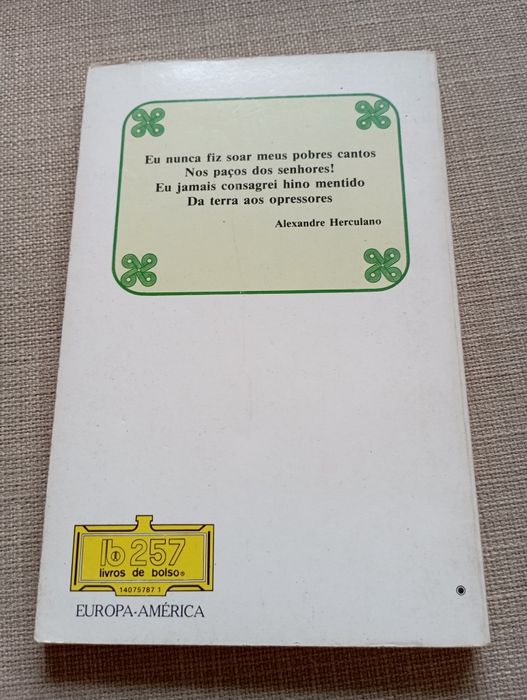 Eu nunca fiz soar meus pobres cantos
Nos paços dos senhores!
Eu jamais consagrei hino mentido
Da terra aos opressores
Alexandre Herculano
lb 257
livros de bolso®
14075787 1
EUROPA-AMÉRICA